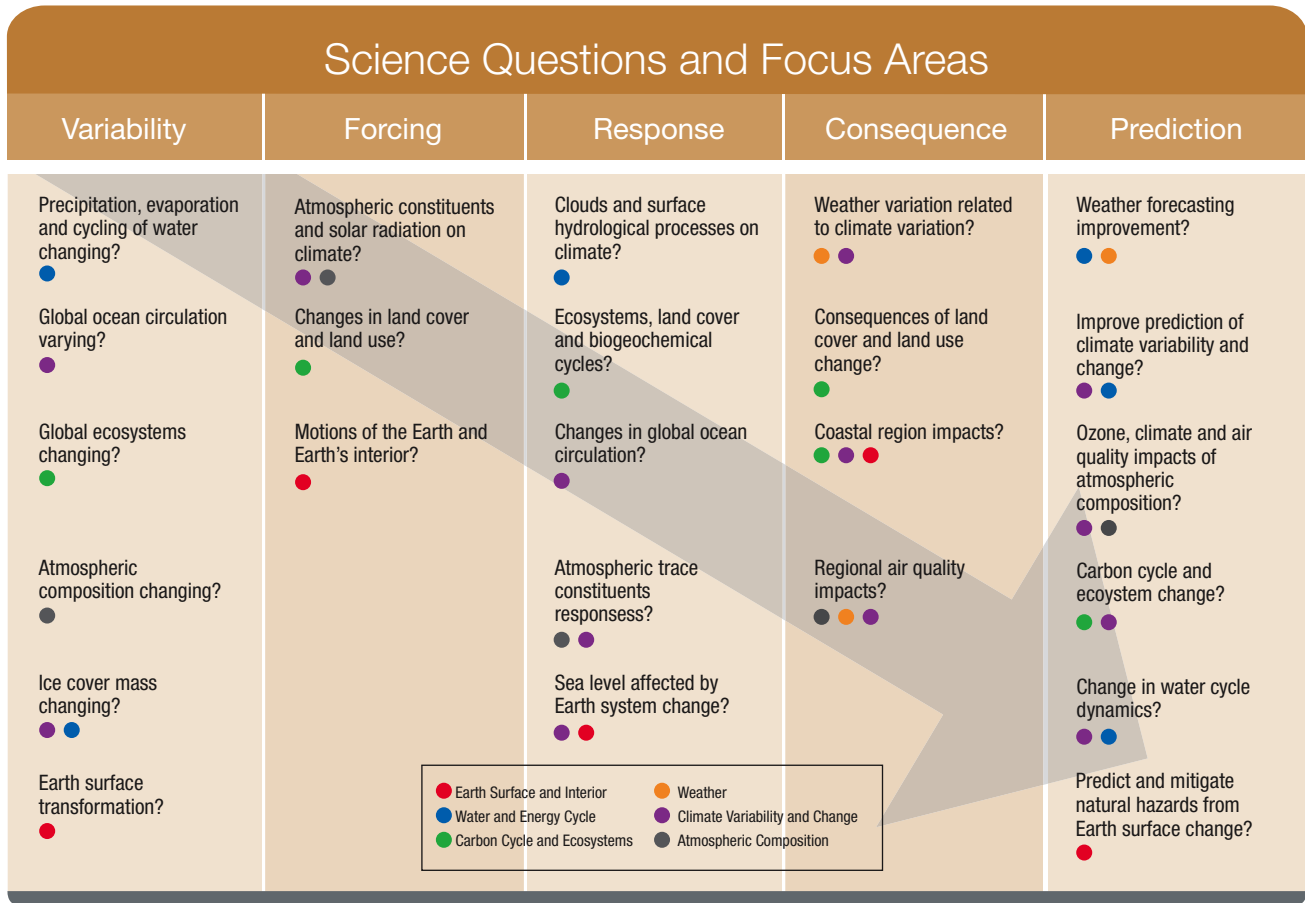 Science Questions and Focus Areas
Variability
Precipitation, evaporation
and cycling of water
changing?
Global ocean circulation
varying?
Global ecosystems
changing?
Atmospheric
composition changing?
Ice cover mass
changing?
Earth surface
transformation?
Forcing
Atmospheric constituents
and solar radiation on
climate?
Changes in land cover
and land use?
Motions of the Earth and
Earth's interior?
Response
Clouds and surface
hydrological processes on
climate?
Ecosystems, land cover
and biogeochemical
cycles?
Changes in global ocean
circulation?
Atmospheric trace
constituents
responsess?
Sea level affected by
Earth system change?
Consequence
Weather variation related
to climate variation?
Consequences of land
cover and land use
change?
Coastal region impacts?
Regional air quality
impacts?
Prediction
Weather forecasting
improvement?
Improve prediction of
climate variability and
change?
Ozone, climate and air
quality impacts of
atmospheric
composition?
Carbon cycle and
ecoystem change?
Change in water cycle
dynamics?
Predict and mitigate
natural hazards from
Earth surface change?
Earth Surface and Interior
Water and Energy Cycle
Carbon Cycle and Ecosystems
Weather
Climate Variability and Change
Atmospheric Composition